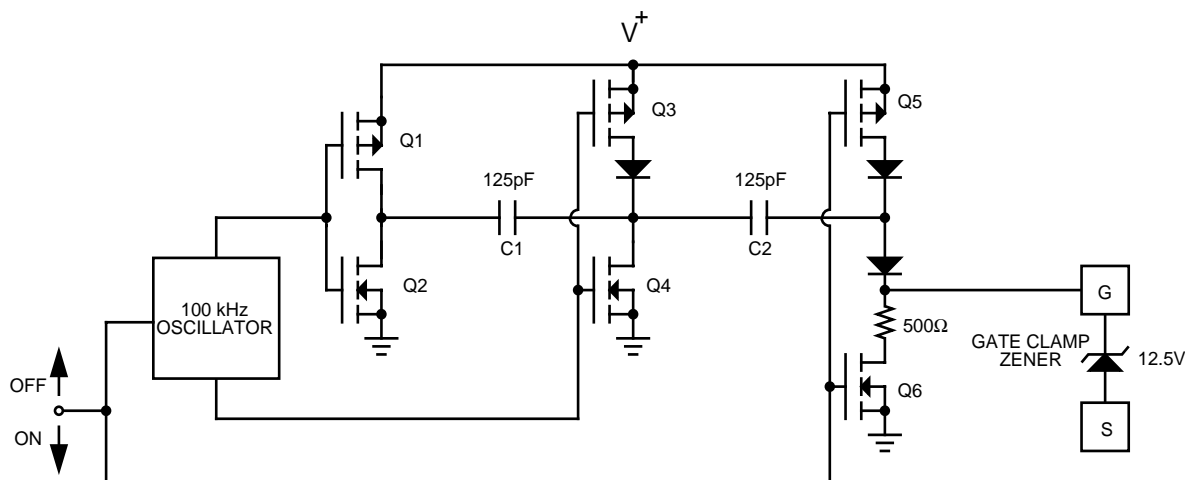 V+
Q1
Q3
Q5
125pF
125pF
C1
C2
Q2
Q4
100 kHz
OSCILLATOR
500Ω
G
GATE CLAMP
ZENER
12.5V
Q6
OFF
ON
S